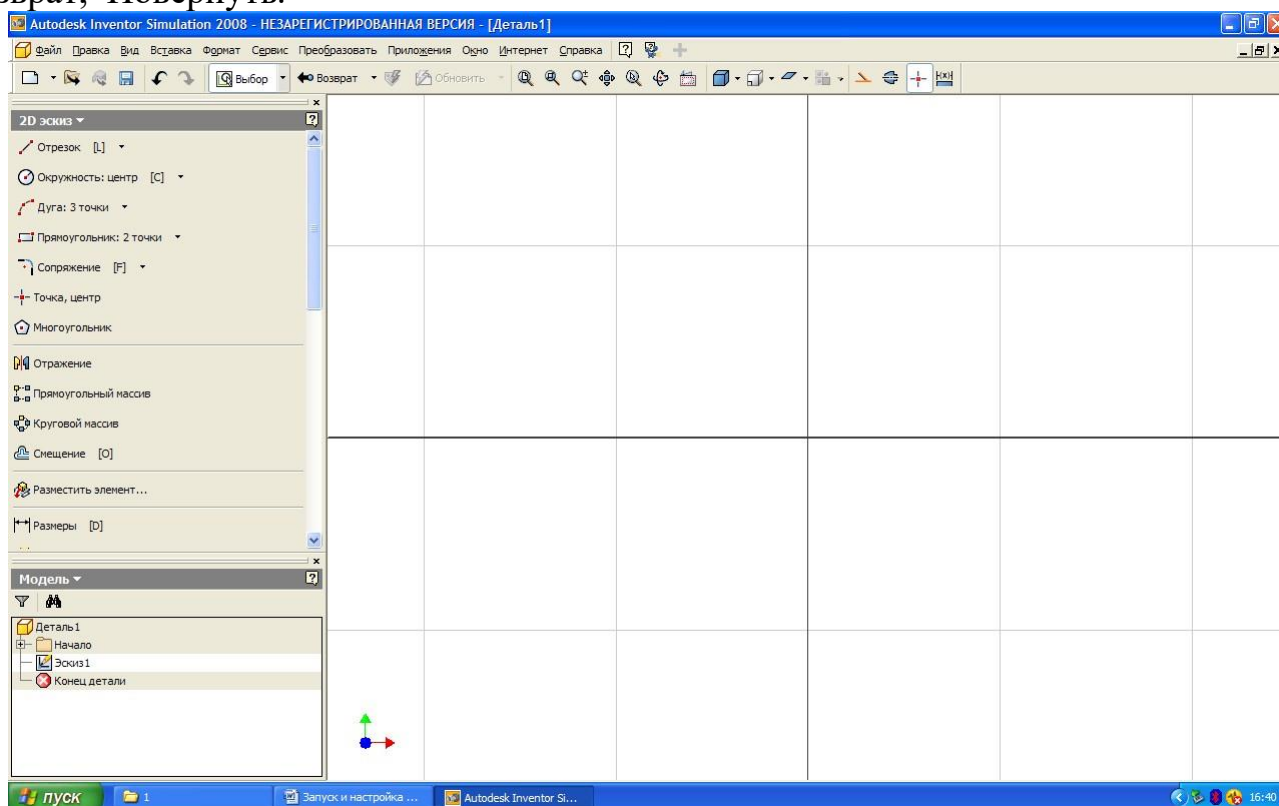 зврат, Повернуть.
Autodesk Inventor Simulation 2008 - НЕЗАРЕГИСТРИРОВАННАЯ ВЕРСИЯ - [Деталь1]
Файл Правка Вид Вставка Формат Сервис Преобразовать Приложения Окно Интернет Справка
Выбор Возврат Обновить
2D эскиз
Отрезок [L]
Окружность: центр [C]
Дуга: 3 точки
Прямоугольник: 2 точки
Сопряжение [F]
Точка, центр
Многоугольник
Отражение
Прямоугольный массив
Круговой массив
Смещение [O]
Разместить элемент...
Размеры [D]
Модель
Деталь1
Начало
Эскиз1
Конец детали
пуск 1 Запуск и настройка ... Autodesk Inventor Si... 16:40